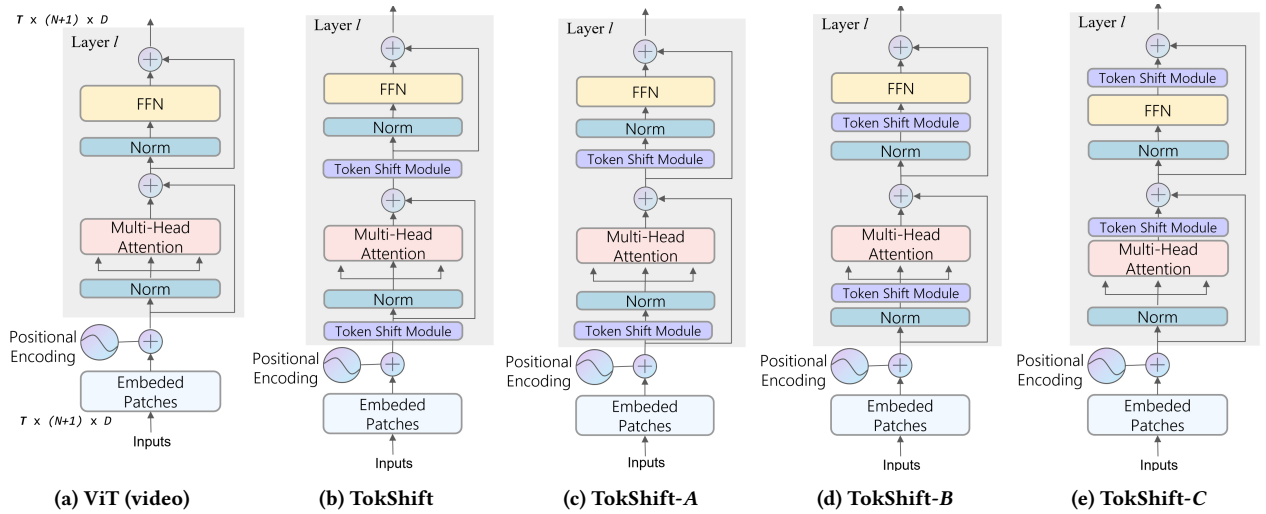 T x (N+1) x D
Layer l
FFN
Norm
Multi-Head
Attention
Norm
Positional
Encoding
Embeded
Patches
T x (N+1) x D
Inputs
(a) ViT (video)
Layer l
FFN
Norm
Token Shift Module
Multi-Head
Attention
Norm
Token Shift Module
Positional
Encoding
Embeded
Patches
Inputs
(b) TokShift
Layer l
FFN
Norm
Token Shift Module
Multi-Head
Attention
Norm
Token Shift Module
Positional
Encoding
Embeded
Patches
Inputs
(c) TokShift-A
Layer l
FFN
Token Shift Module
Norm
Multi-Head
Attention
Token Shift Module
Norm
Positional
Encoding
Embeded
Patches
Inputs
(d) TokShift-B
Layer l
Token Shift Module
FFN
Norm
Token Shift Module
Multi-Head
Attention
Norm
Positional
Encoding
Embeded
Patches
Inputs
(e) TokShift-C